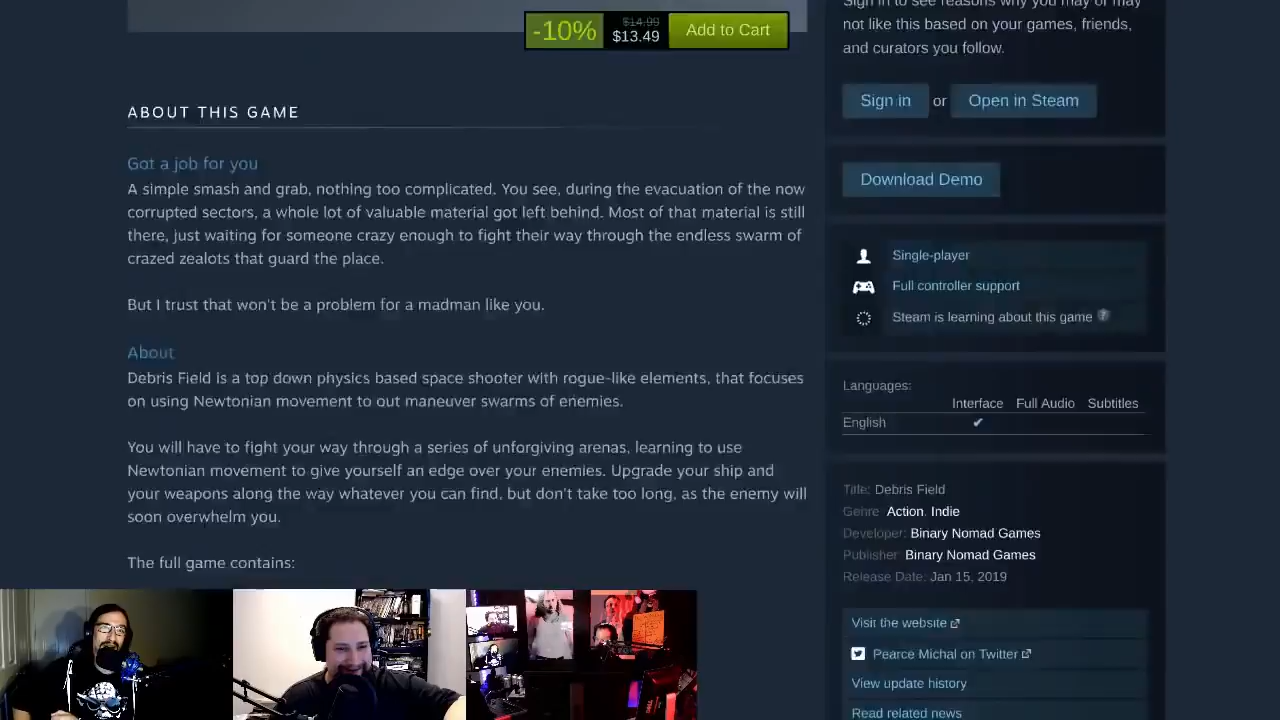 -10%
$14.99
$13.49
Add to Cart
ABOUT THIS GAME
Got a job for you
A simple smash and grab, nothing too complicated. You see, during the evacuation of the now
corrupted sectors, a whole lot of valuable material got left behind. Most of that material is still
there, just waiting for someone crazy enough to fight their way through the endless swarm of
crazed zealots that guard the place.
But I trust that won't be a problem for a madman like you.
About
Debris Field is a top down physics based space shooter with rogue-like elements, that focuses
on using Newtonian movement to out maneuver swarms of enemies.
You will have to fight your way through a series of unforgiving arenas, learning to use
Newtonian movement to give yourself an edge over your enemies. Upgrade your ship and
your weapons along the way whatever you can find, but don't take too long, as the enemy will
soon overwhelm you.
The full game contains:
Sign in to see reasons why you may or may
not like this based on your games, friends,
and curators you follow.
Sign in or Open in Steam
Download Demo
Single-player
Full controller support
Steam is learning about this game ?
Languages:
Interface Full Audio Subtitles
English ✔
Title: Debris Field
Genre: Action, Indie
Developer: Binary Nomad Games
Publisher: Binary Nomad Games
Release Date: Jan 15, 2019
Visit the website
Pearce Michal on Twitter
View update history
Read related news